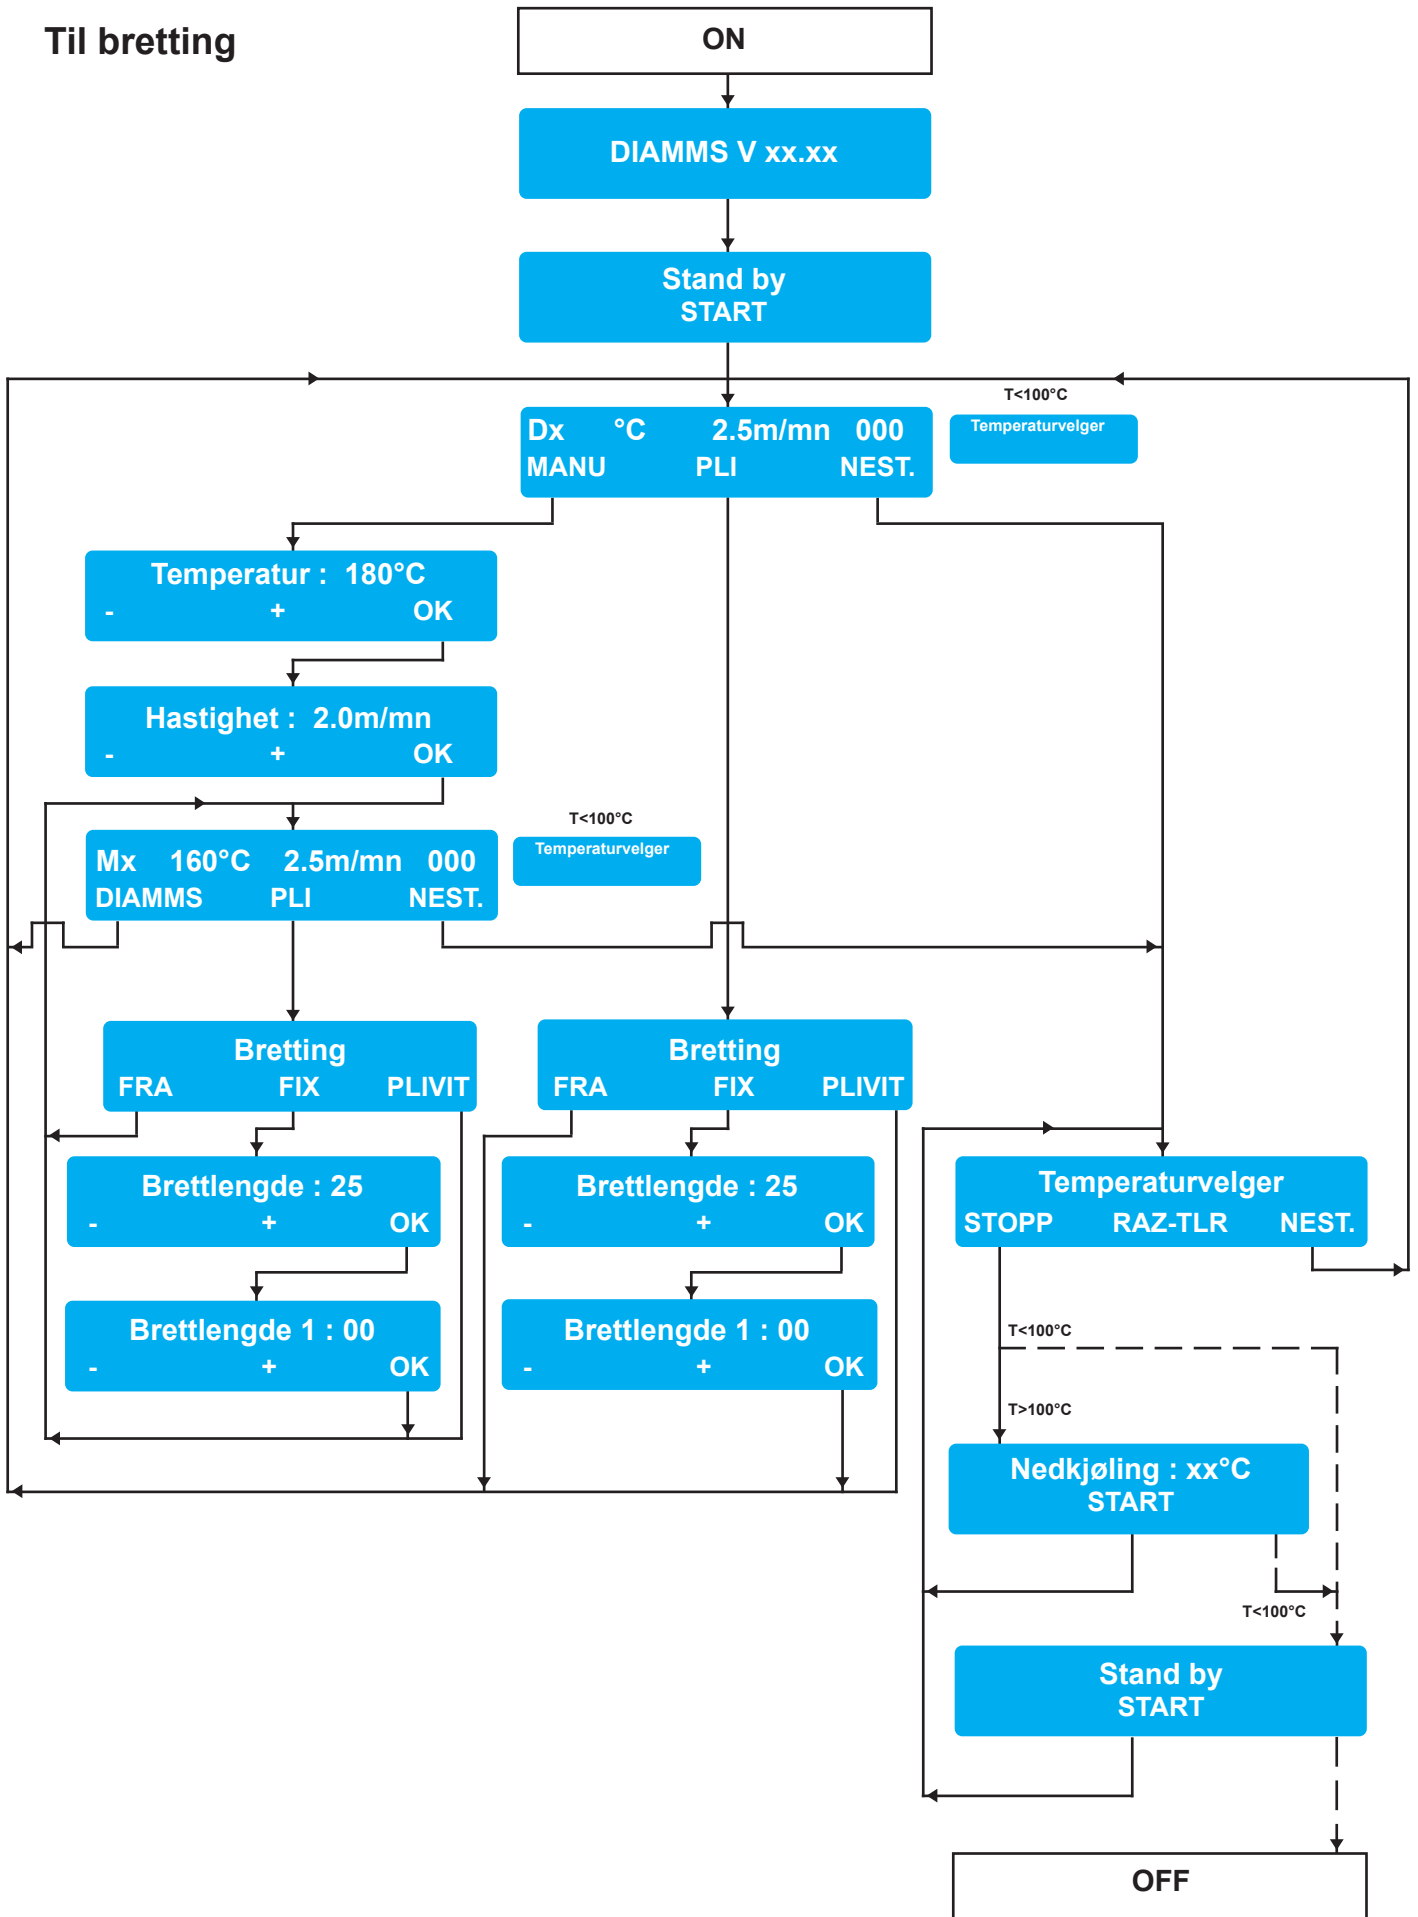 Til bretting
ON
DIAMMS V xx.xx
Stand by
START
T<100°C
Dx °C 2.5m/mn 000
MANU PLI NEST.
Temperaturvelger
Temperatur : 180°C
- + OK
Hastighet : 2.0m/mn
- + OK
T<100°C
Mx 160°C 2.5m/mn 000
DIAMMS PLI NEST.
Temperaturvelger
Bretting
FRA FIX PLIVIT
Bretting
FRA FIX PLIVIT
Brettlengde : 25
- + OK
Brettlengde : 25
- + OK
Temperaturvelger
STOPP RAZ-TLR NEST.
Brettlengde 1 : 00
- + OK
Brettlengde 1 : 00
- + OK
T<100°C
T>100°C
Nedkjøling : xx°C
START
T<100°C
Stand by
START
OFF